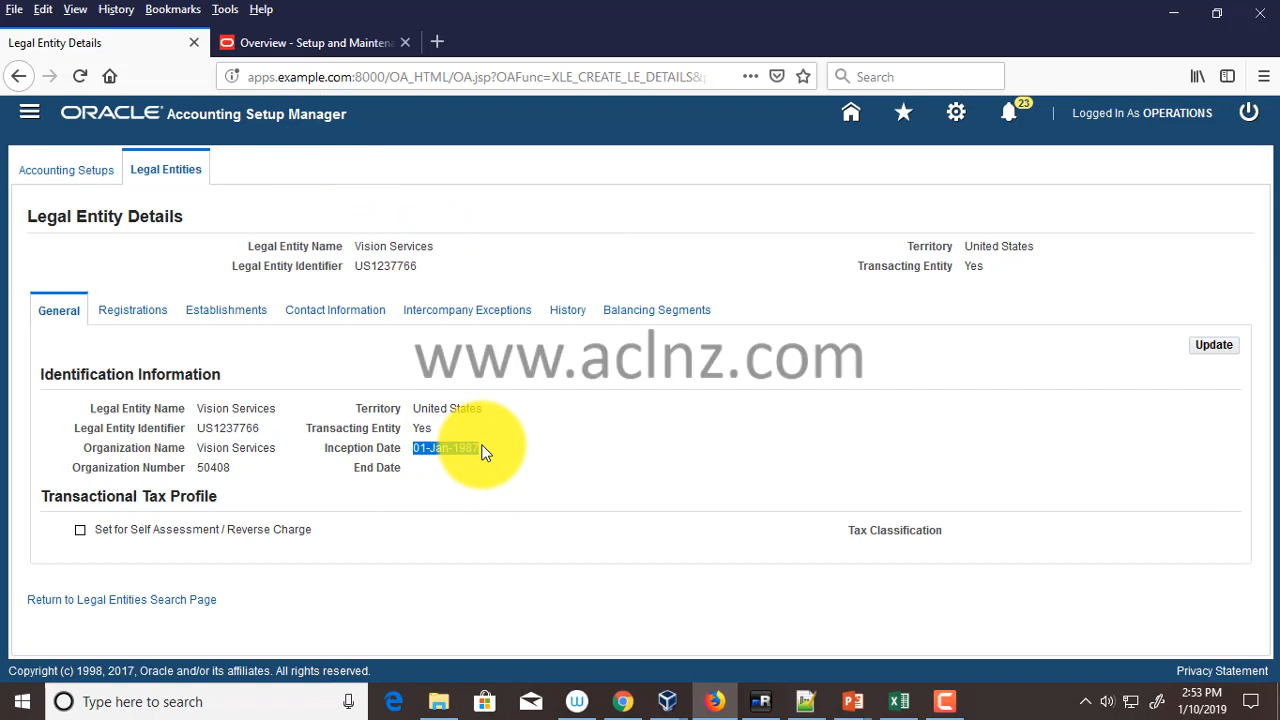 File Edit View History Bookmarks Tools Help
Legal Entity Details
Overview - Setup and Maintena
apps.example.com:8000/OA_HTML/OA.jsp?OAFunc=XLE_CREATE_LE_DETAILS&
Search
ORACLE Accounting Setup Manager
23
Logged In As OPERATIONS
Accounting Setups
Legal Entities
Legal Entity Details
Legal Entity Name Vision Services Territory United States
Legal Entity Identifier US1237766 Transacting Entity Yes
General Registrations Establishments Contact Information Intercompany Exceptions History Balancing Segments
Update
www.aclnz.com
Identification Information
Legal Entity Name Vision Services Territory United States
Legal Entity Identifier US1237766 Transacting Entity Yes
Organization Name Vision Services Inception Date 01-Jan-1987
Organization Number 50408 End Date
Transactional Tax Profile
Set for Self Assessment / Reverse Charge Tax Classification
Return to Legal Entities Search Page
Copyright (c) 1998, 2017, Oracle and/or its affiliates. All rights reserved. Privacy Statement
Type here to search
2:53 PM
1/10/2019